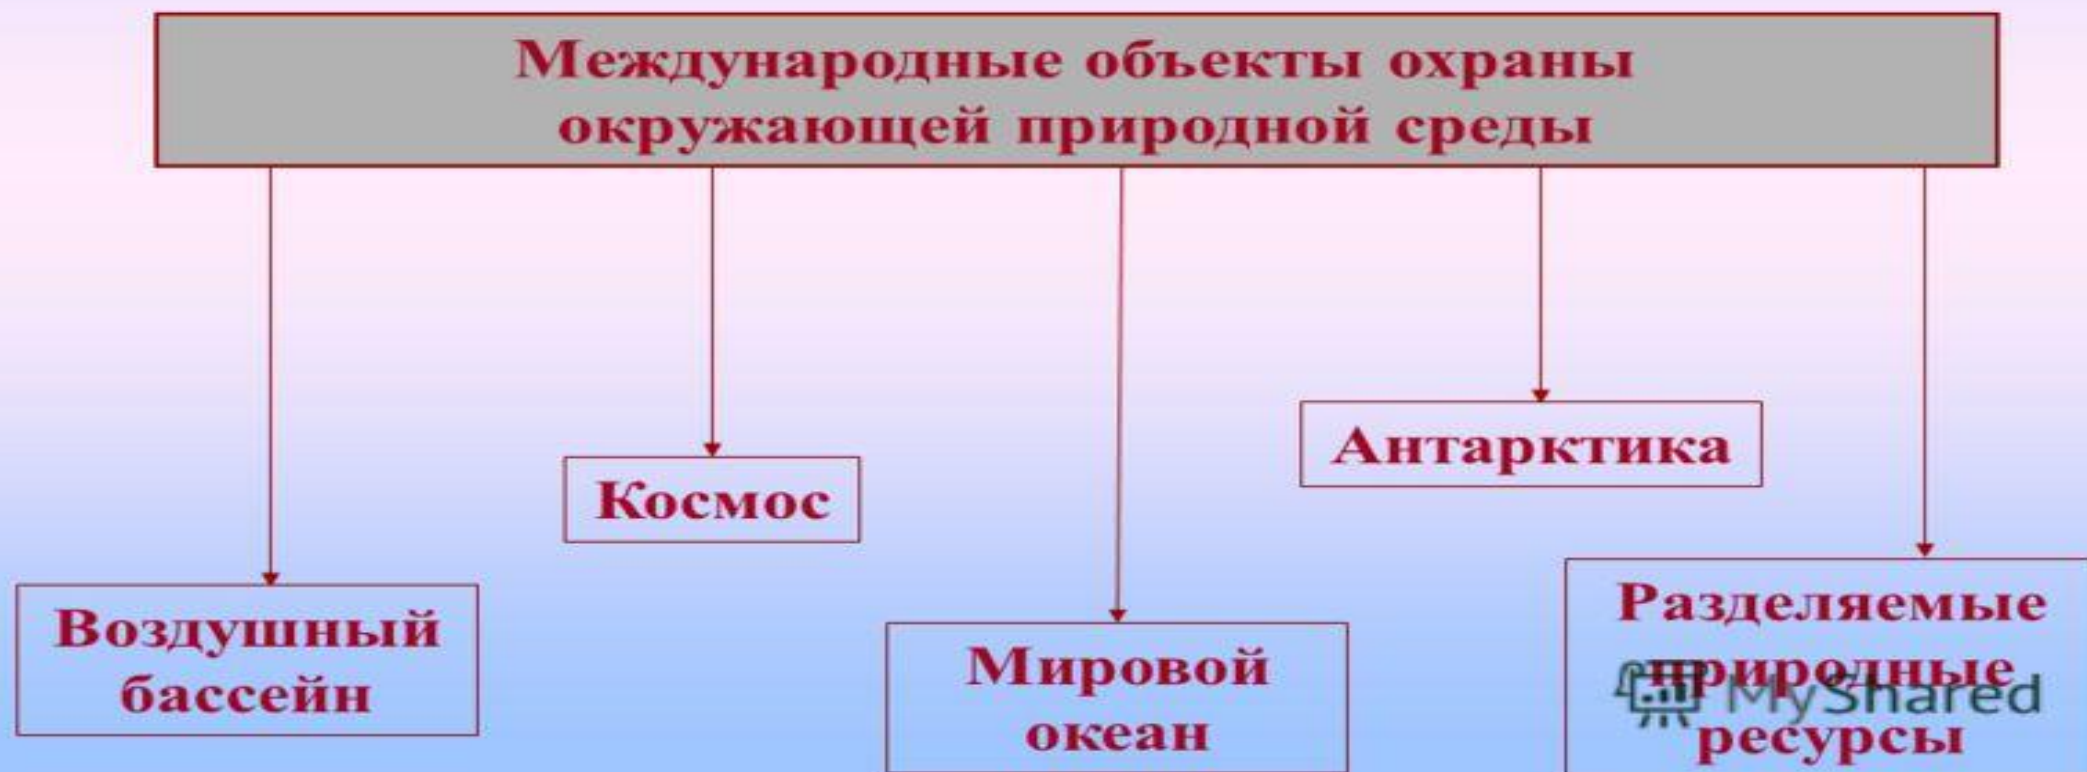 Международные объекты охраны
окружающей природной среды
Воздушный
бассейн
Космос
Мировой
океан
Антарктика
Разделяемые
природные
ресурсы
MyShared